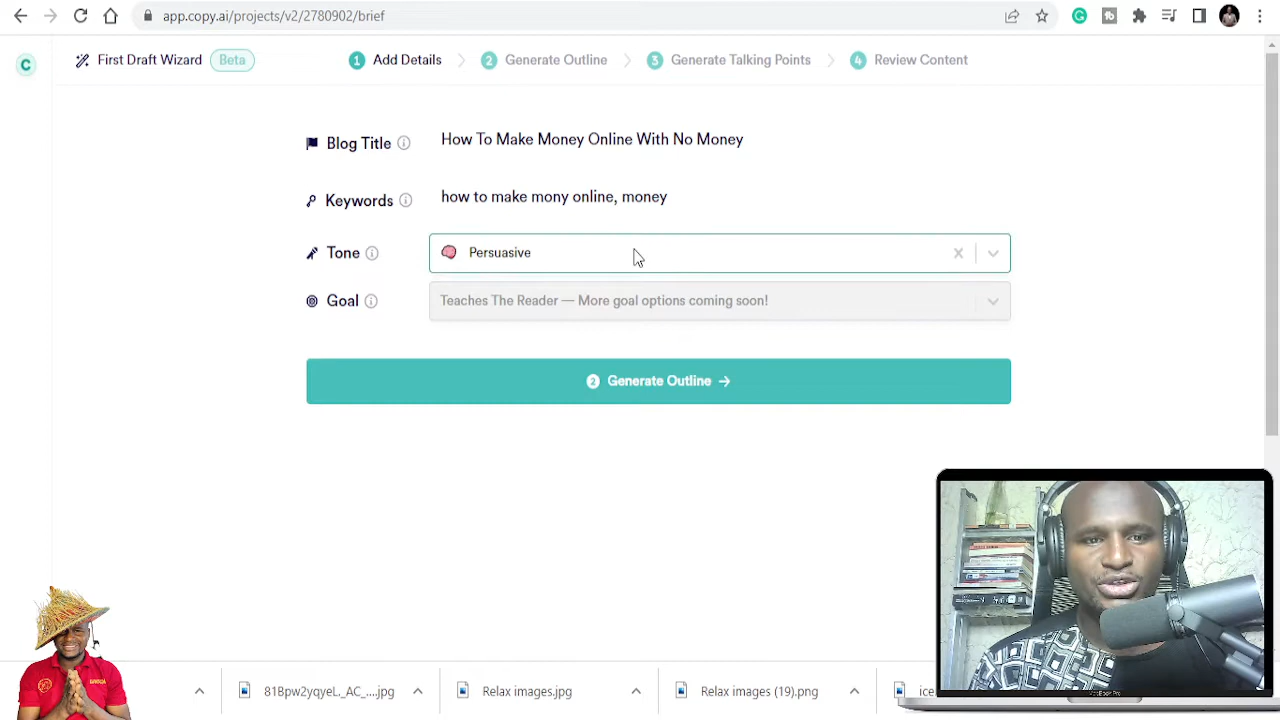 app.copy.ai/projects/v2/2780902/brief
C
First Draft Wizard Beta
1 Add Details
2 Generate Outline
3 Generate Talking Points
4 Review Content
Blog Title
How To Make Money Online With No Money
Keywords
how to make mony online, money
Tone
Persuasive
Goal
Teaches The Reader — More goal options coming soon!
2 Generate Outline →
818pw2yqyeL._AC_....jpg
Relax images.jpg
Relax images (19).png
ice